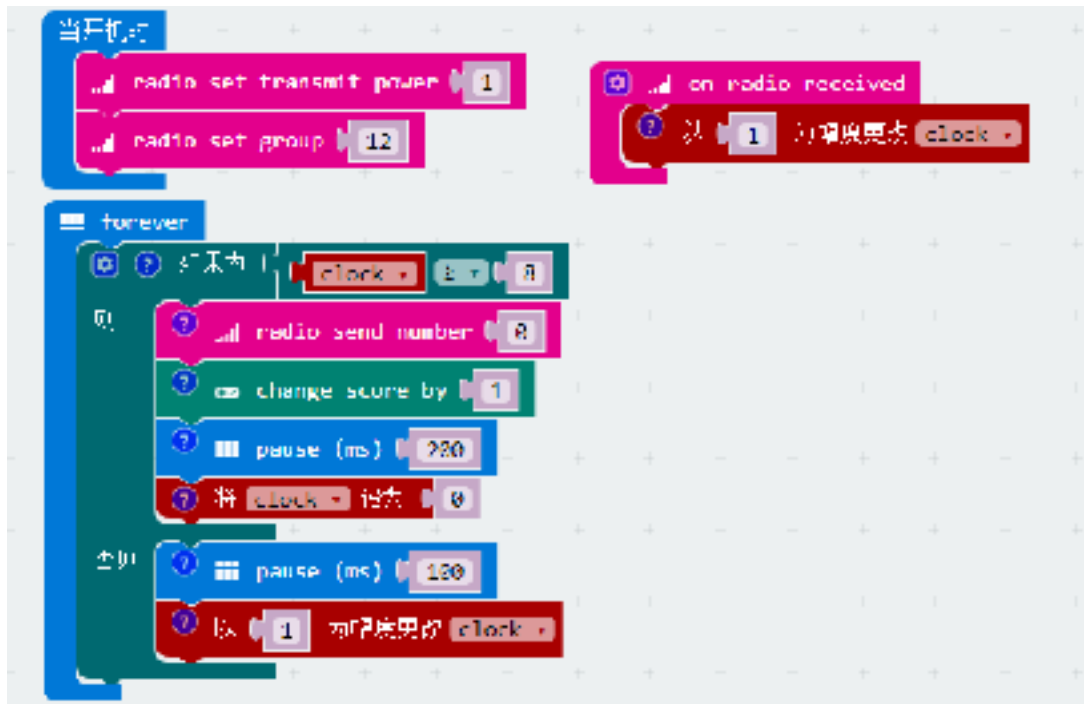 当开机时
radio set transmit power 1
radio set group 12
on radio received
以 1 为幅度更改 clock
forever
如果为 clock ≥ 8
则
radio send number 0
change score by 1
pause (ms) 200
将 clock 设为 0
否则
pause (ms) 100
以 1 为幅度更改 clock